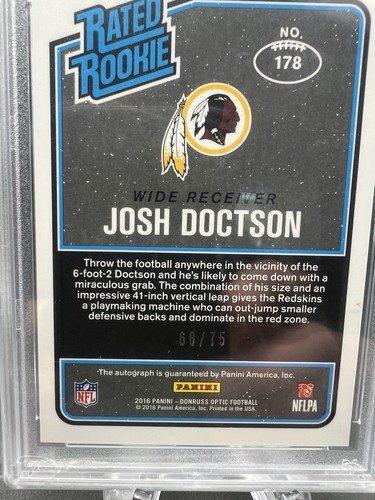 RATED
ROOKIE
NO.
178
WIDE RECEIVER
JOSH DOCTSON
Throw the football anywhere in the vicinity of the
6-foot-2 Doctson and he's likely to come down with a
miraculous grab. The combination of his size and an
impressive 41-inch vertical leap gives the Redskins
a playmaking machine who can out-jump smaller
defensive backs and dominate in the red zone.
68/75
The autograph is guaranteed by Panini America, Inc.
NFL
PANINI
NFLPA
2016 PANINI – DONRUSS OPTIC FOOTBALL
© 2016 Panini America, Inc. Printed in the USA.